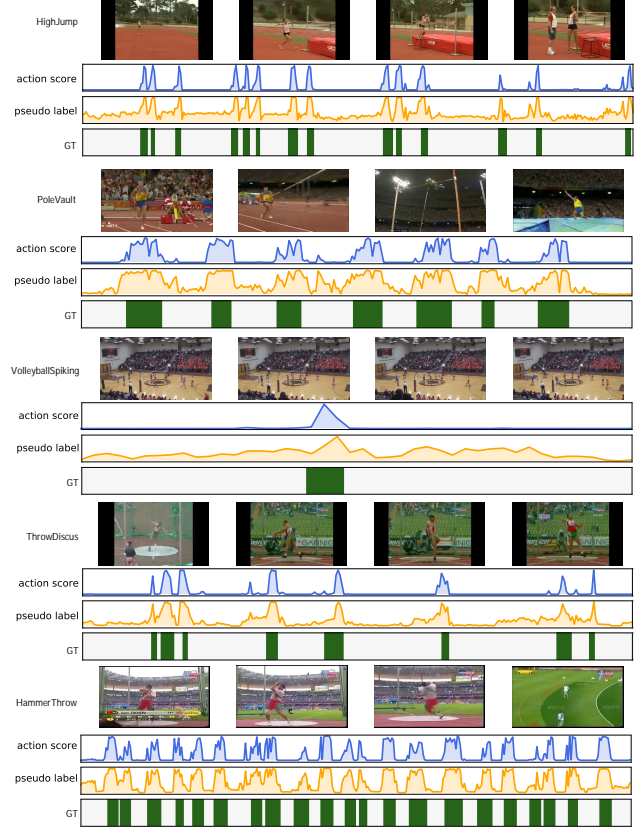 HighJump
action score
pseudo label
GT
PoleVault
action score
pseudo label
GT
VolleyballSpiking
action score
pseudo label
GT
ThrowDiscus
action score
pseudo label
GT
HammerThrow
action score
pseudo label
GT